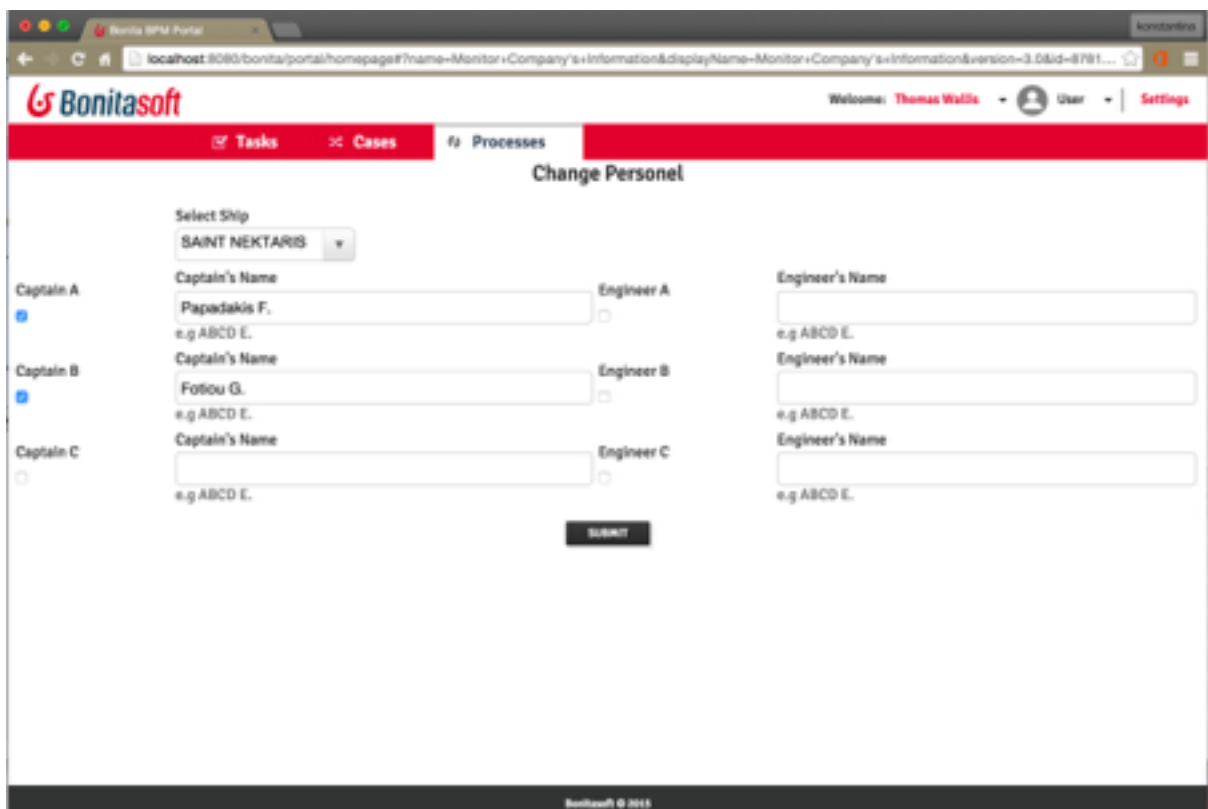 Bonita BPM Portal
konstantina
localhost:8080/bonita/portal/homepage#?name=Monitor+Company's+Information&displayName=Monitor+Company's+Information&version=3.0&id=8781...
Bonitasoft
Welcome: Thomas Wallis User Settings
Tasks Cases Processes
Change Personel
Select Ship
SAINT NEKTARIS
Captain's Name Engineer's Name
Captain A Engineer A
Papadakis F.
e.g ABCD E. e.g ABCD E.
Captain's Name Engineer's Name
Captain B Engineer B
Fotiou G.
e.g ABCD E. e.g ABCD E.
Captain's Name Engineer's Name
Captain C Engineer C
e.g ABCD E. e.g ABCD E.
SUBMIT
Bonitasoft © 2015